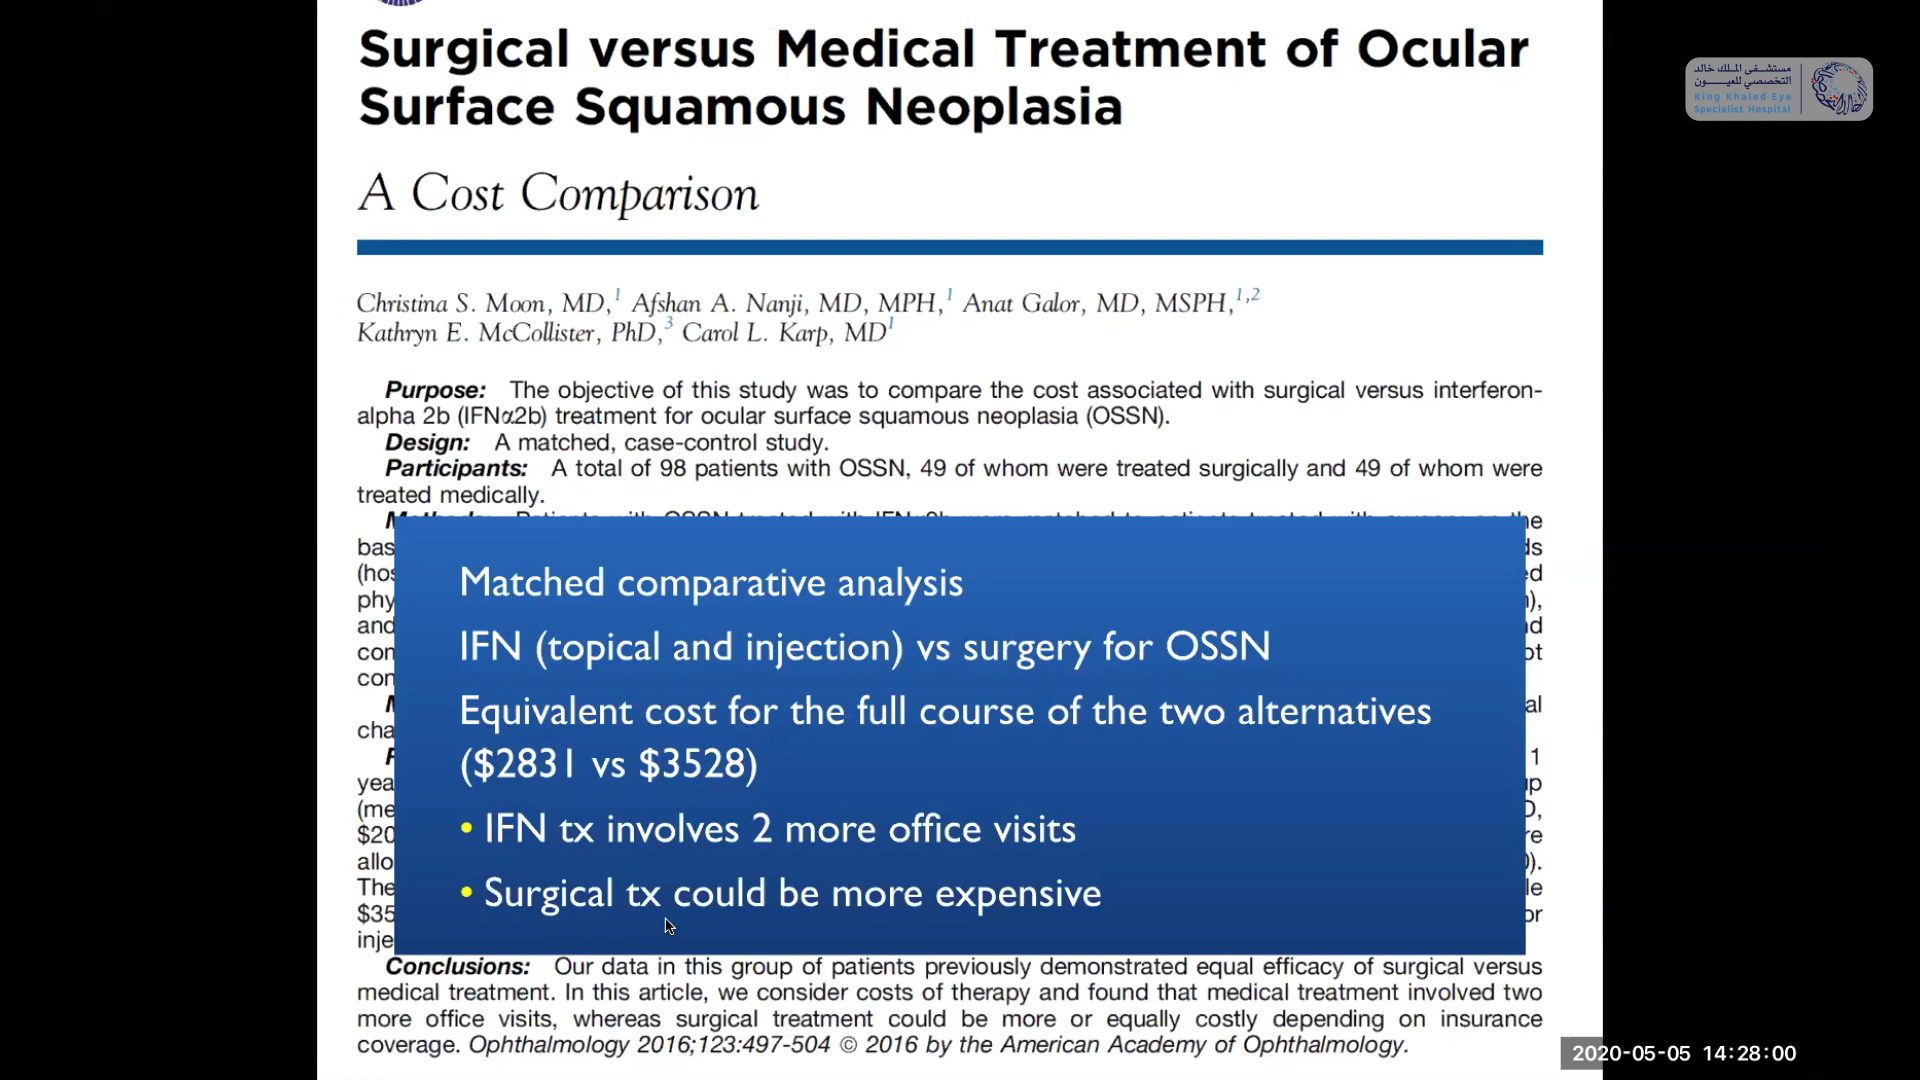 Surgical versus Medical Treatment of Ocular
Surface Squamous Neoplasia
A Cost Comparison
مستشفى الملك خالد
التخصصي للعيون
King Khaled Eye
Specialist Hospital
Christina S. Moon, MD,1 Afshan A. Nanji, MD, MPH,1 Anat Galor, MD, MSPH,1,2
Kathryn E. McCollister, PhD,3 Carol L. Karp, MD1
Purpose: The objective of this study was to compare the cost associated with surgical versus interferon-
alpha 2b (IFNα2b) treatment for ocular surface squamous neoplasia (OSSN).
Design: A matched, case-control study.
Participants: A total of 98 patients with OSSN, 49 of whom were treated surgically and 49 of whom were
treated medically.
Matched comparative analysis
IFN (topical and injection) vs surgery for OSSN
Equivalent cost for the full course of the two alternatives
($2831 vs $3528)
• IFN tx involves 2 more office visits
• Surgical tx could be more expensive
Conclusions: Our data in this group of patients previously demonstrated equal efficacy of surgical versus
medical treatment. In this article, we consider costs of therapy and found that medical treatment involved two
more office visits, whereas surgical treatment could be more or equally costly depending on insurance
coverage. Ophthalmology 2016;123:497-504 © 2016 by the American Academy of Ophthalmology.
2020-05-05 14:28:00